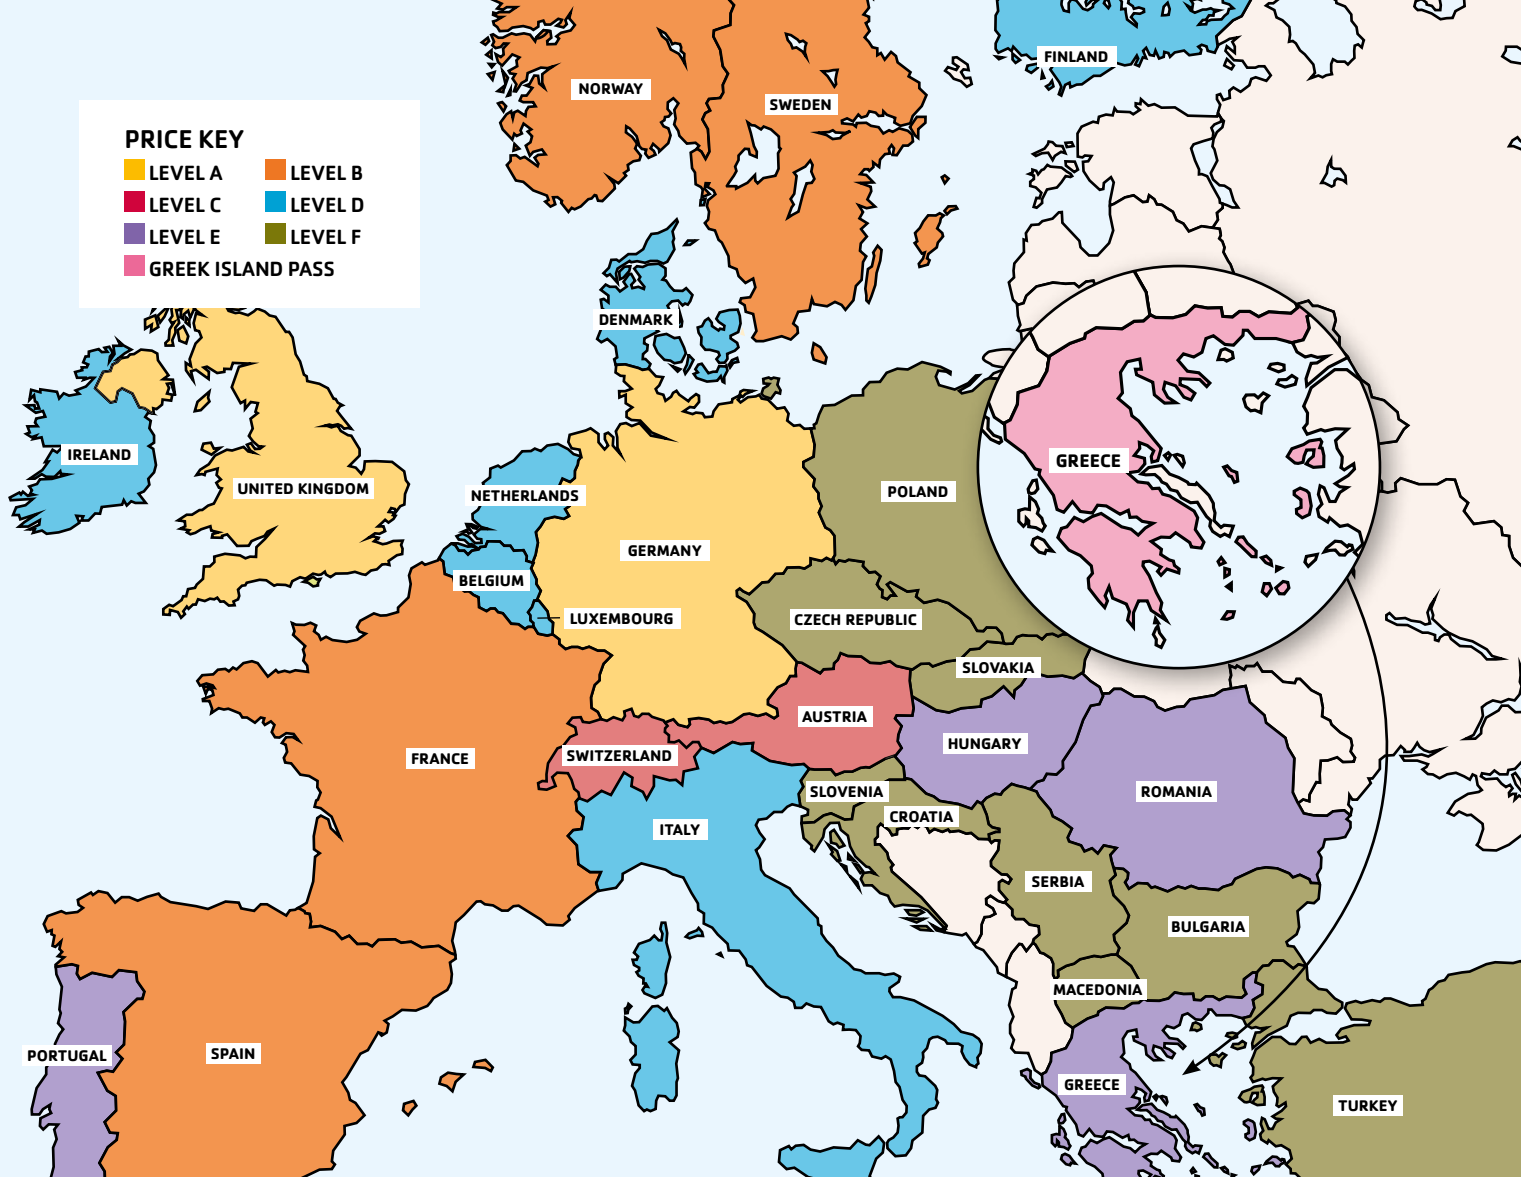 FINLAND
NORWAY
SWEDEN
PRICE KEY
LEVEL A
LEVEL B
LEVEL C
LEVEL D
LEVEL E
LEVEL F
GREEK ISLAND PASS
DENMARK
IRELAND
GREECE
UNITED KINGDOM
NETHERLANDS
POLAND
GERMANY
BELGIUM
LUXEMBOURG
CZECH REPUBLIC
SLOVAKIA
AUSTRIA
HUNGARY
FRANCE
SWITZERLAND
SLOVENIA
ROMANIA
CROATIA
ITALY
SERBIA
BULGARIA
MACEDONIA
PORTUGAL
SPAIN
GREECE
TURKEY